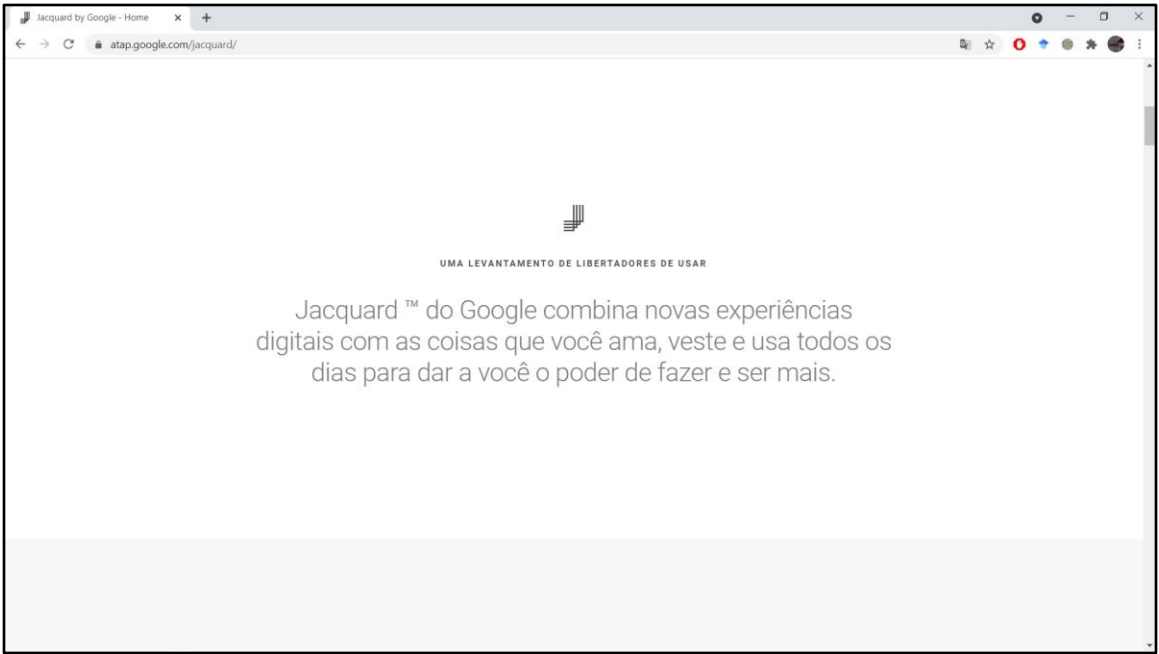 Jacquard by Google - Home
atap.google.com/jacquard/
UMA LEVANTAMENTO DE LIBERTADORES DE USAR
Jacquard ™ do Google combina novas experiências
digitais com as coisas que você ama, veste e usa todos os
dias para dar a você o poder de fazer e ser mais.